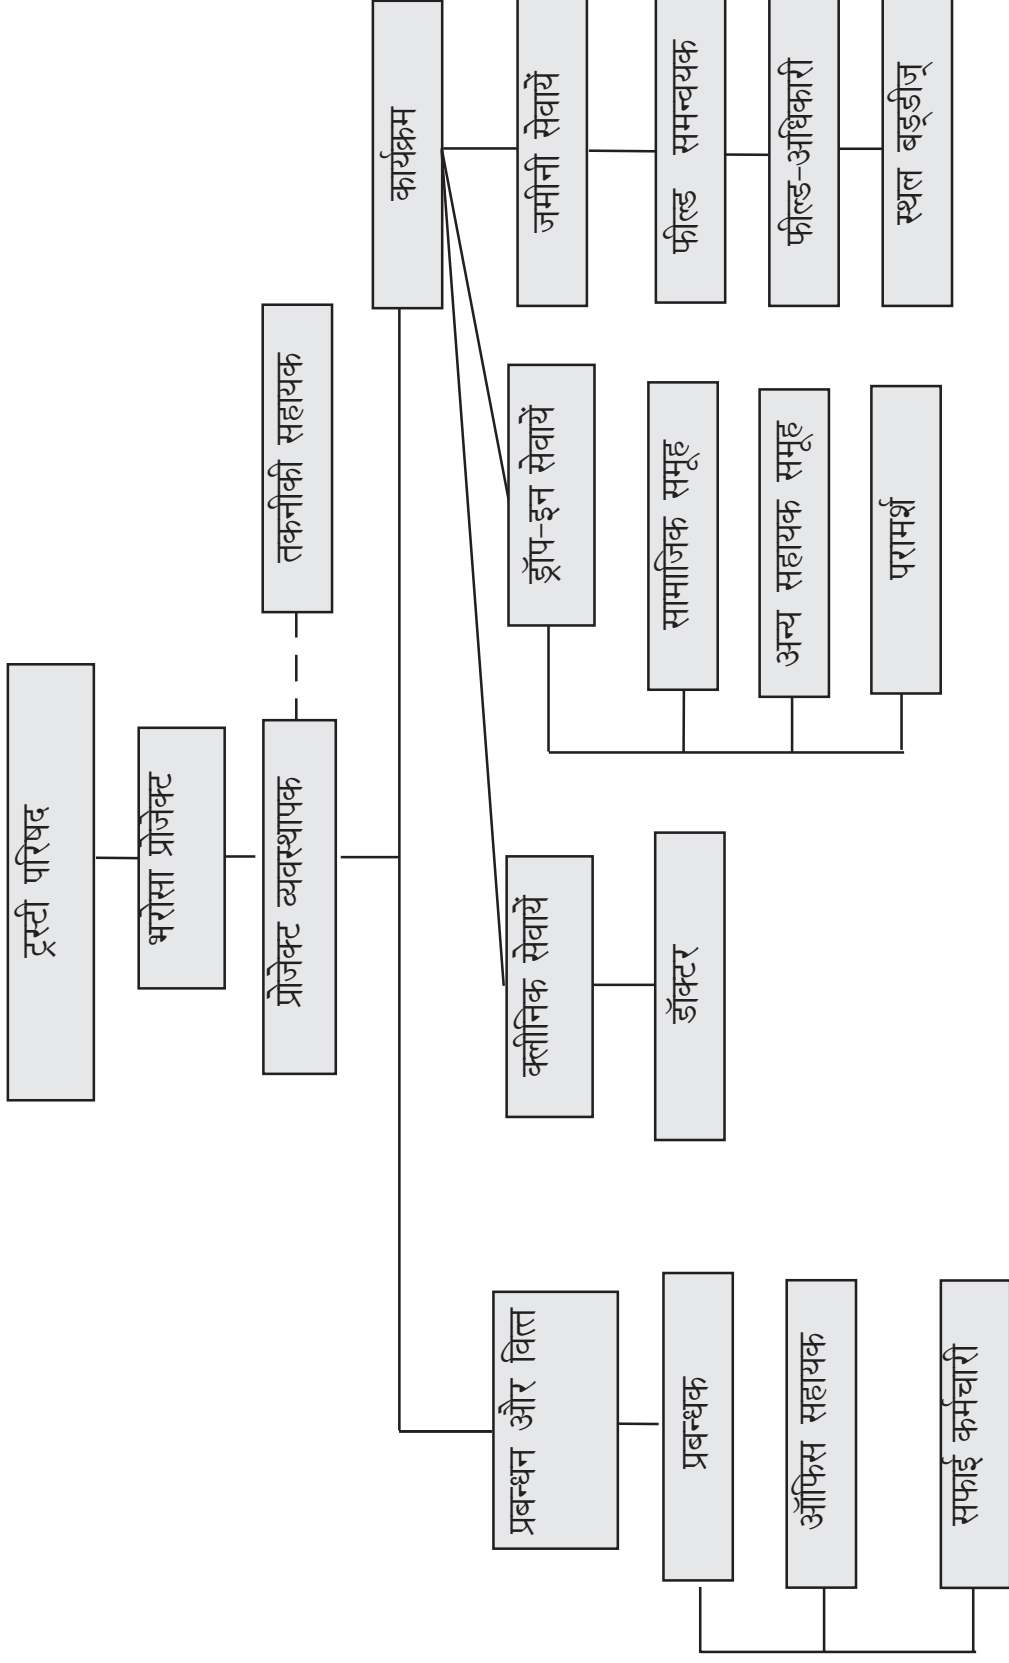 ट्रस्टी परिषद्
भरोसा प्रोजेक्ट
प्रोजेक्ट व्यवस्थापक
तकनीकी सहायक
कार्यक्रम
प्रबन्धन और वित्त
क्लीनिक सेवायें
ड्रॉप-इन सेवायें
जमीनी सेवायें
प्रबन्धक
डॉक्टर
सामाजिक समूह
फील्ड समन्वयक
ऑफिस सहायक
अन्य सहायक समूह
फील्ड-अधिकारी
सफाई कर्मचारी
परामर्श
स्थल बड्डीज्